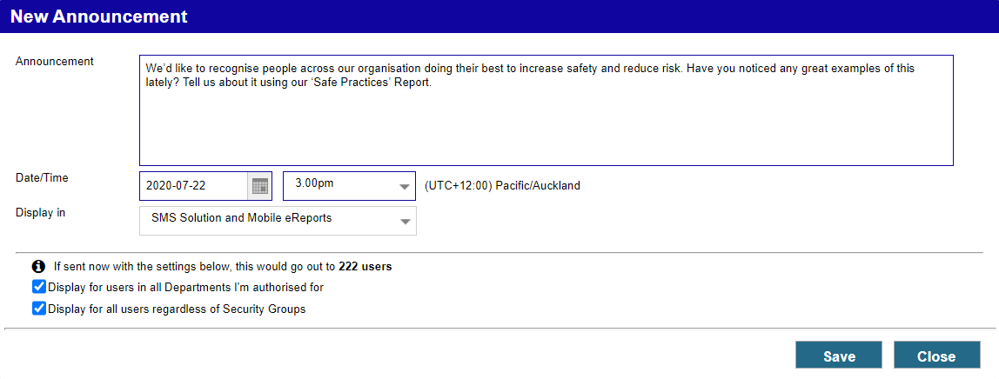 New Announcement
Announcement
We’d like to recognise people across our organisation doing their best to increase safety and reduce risk. Have you noticed any great examples of this
lately? Tell us about it using our ‘Safe Practices’ Report.
Date/Time
2020-07-22
3.00pm
(UTC+12:00) Pacific/Auckland
Display in
SMS Solution and Mobile eReports
If sent now with the settings below, this would go out to 222 users
Display for users in all Departments I'm authorised for
Display for all users regardless of Security Groups
Save
Close